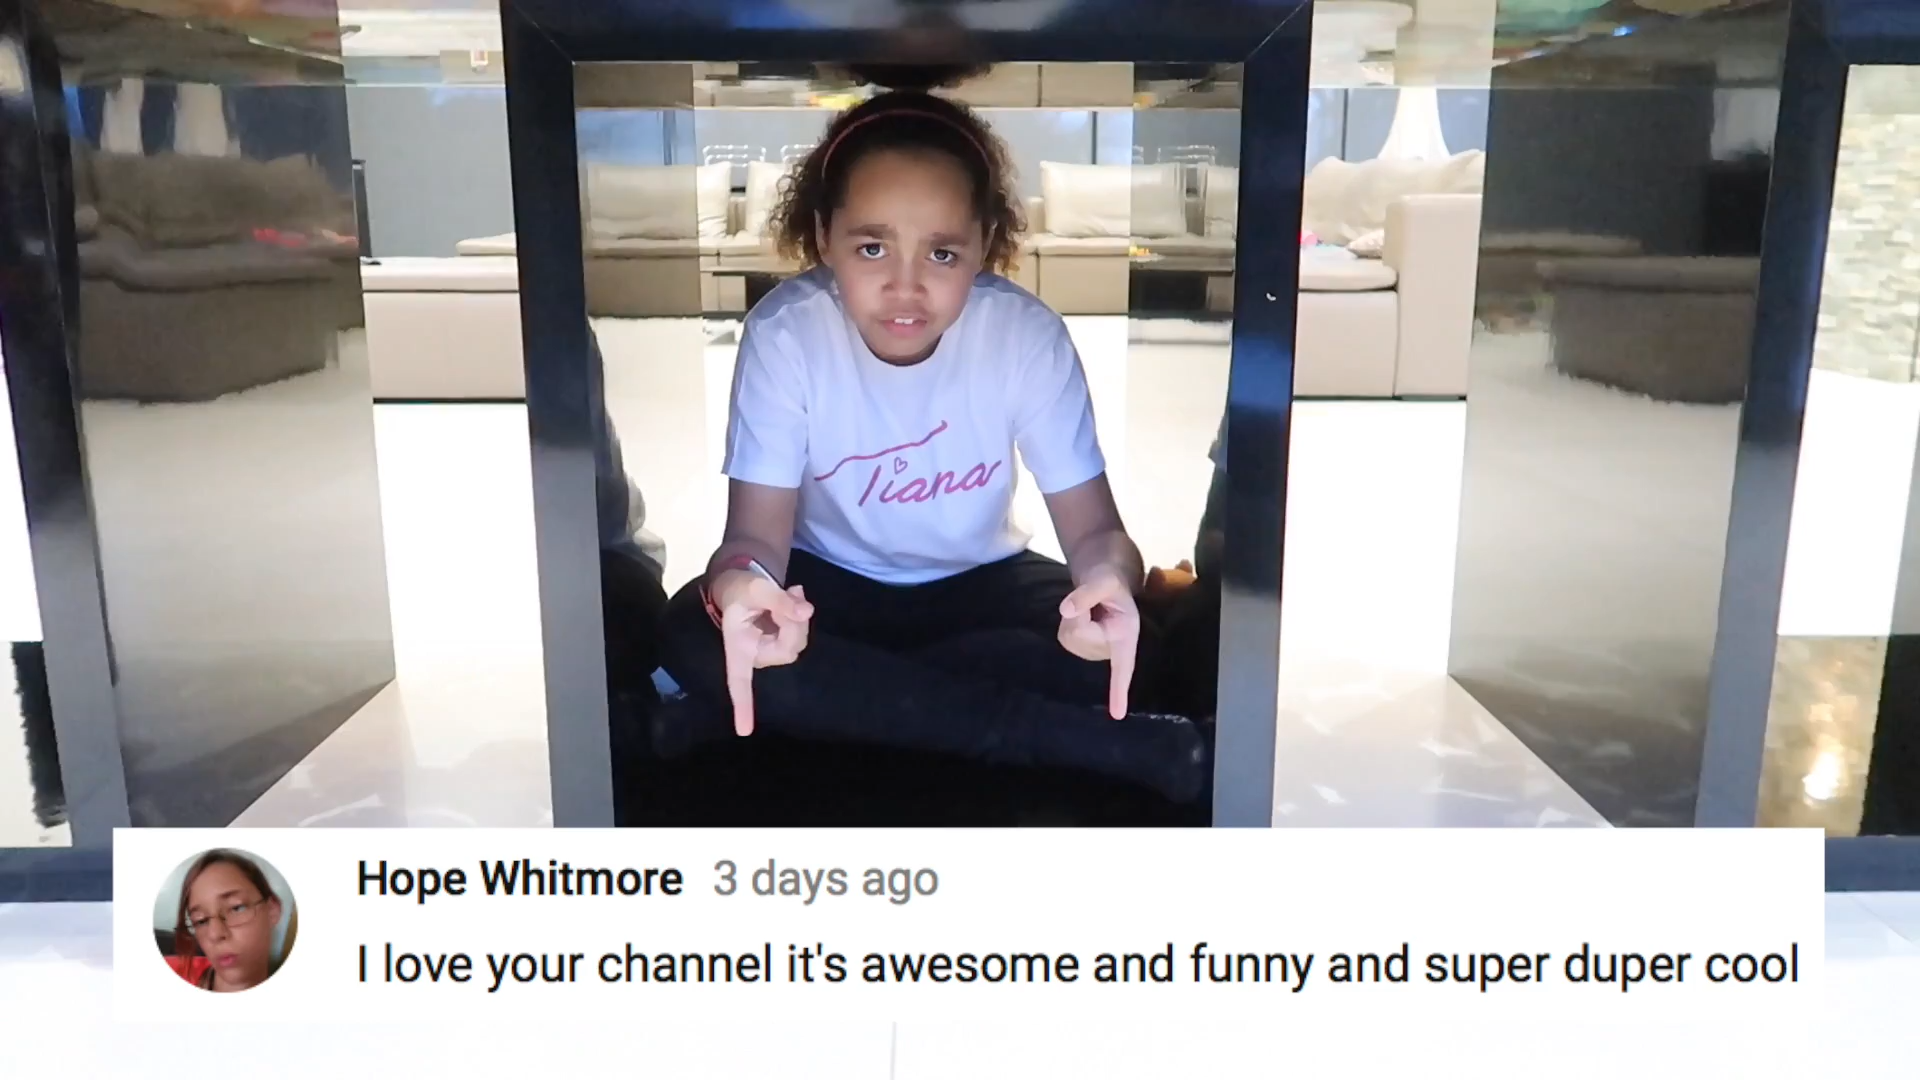 Tiana
Hope Whitmore 3 days ago
I love your channel it's awesome and funny and super duper cool